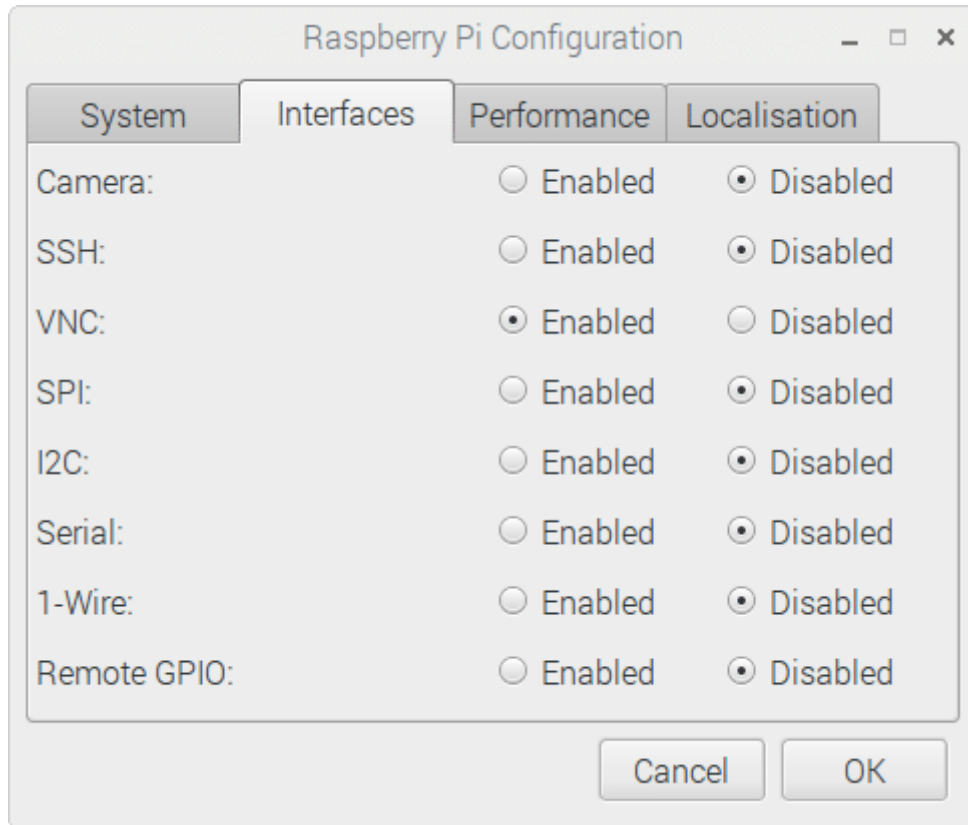 Raspberry Pi Configuration
System Interfaces Performance Localisation
Camera: Enabled Disabled
SSH: Enabled Disabled
VNC: Enabled Disabled
SPI: Enabled Disabled
I2C: Enabled Disabled
Serial: Enabled Disabled
1-Wire: Enabled Disabled
Remote GPIO: Enabled Disabled
Cancel OK